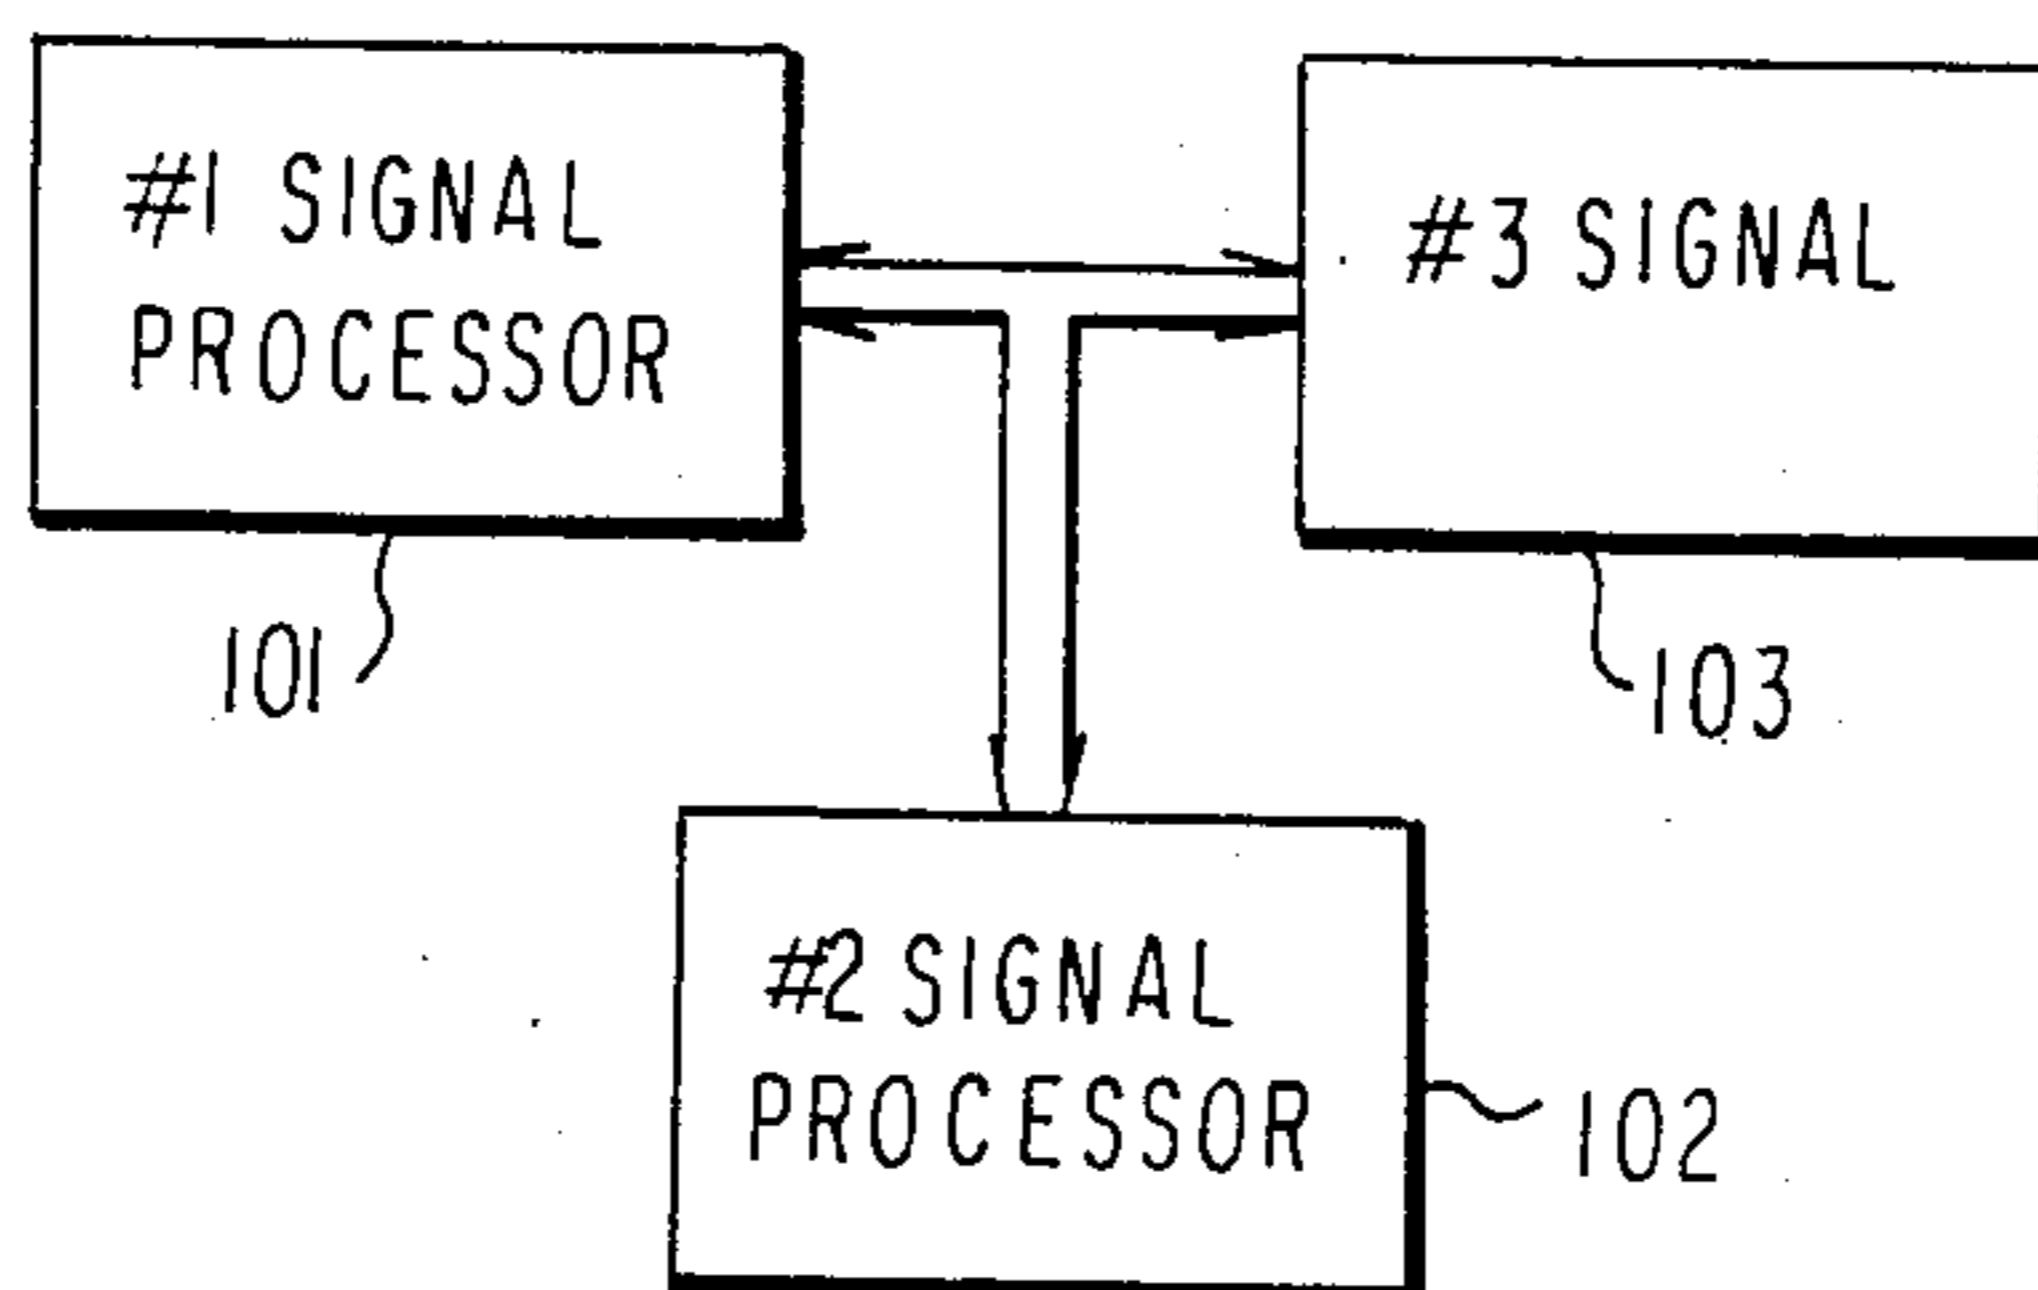 #1 SIGNAL
PROCESSOR
#3 SIGNAL
101
103
#2 SIGNAL
PROCESSOR
102